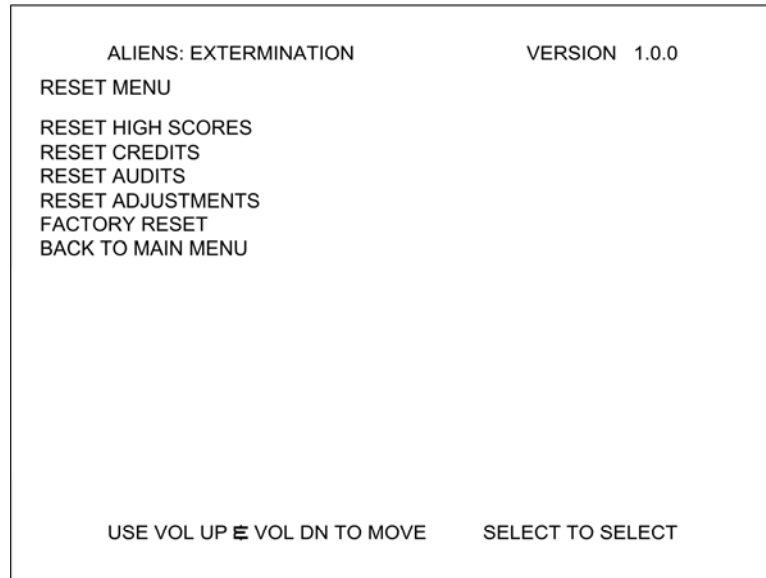 ALIENS: EXTERMINATION VERSION 1.0.0
RESET MENU
RESET HIGH SCORES
RESET CREDITS
RESET AUDITS
RESET ADJUSTMENTS
FACTORY RESET
BACK TO MAIN MENU
USE VOL UP & VOL DN TO MOVE SELECT TO SELECT